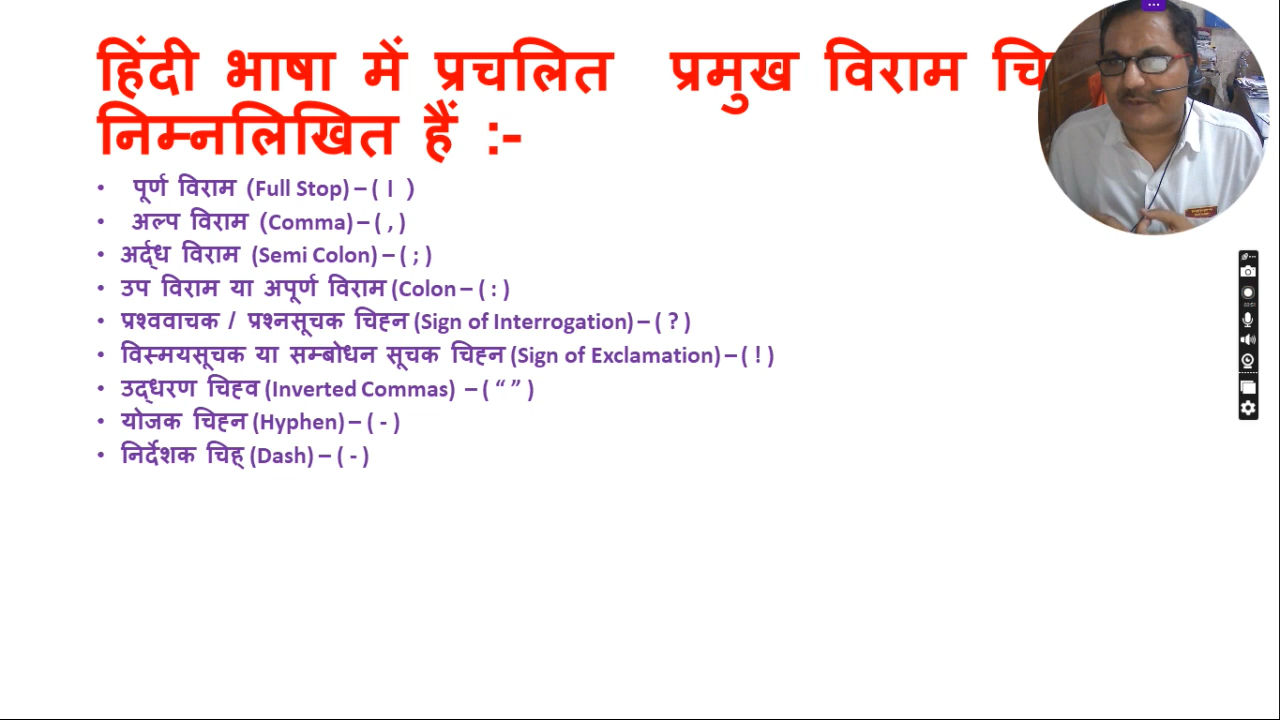 हिंदी भाषा में प्रचलित प्रमुख विराम चि
निम्नलिखित हैं :-
• पूर्ण विराम (Full Stop) – ( । )
• अल्प विराम (Comma) – ( , )
• अर्द्ध विराम (Semi Colon) – ( ; )
• उप विराम या अपूर्ण विराम (Colon – ( : )
• प्रश्ववाचक / प्रश्नसूचक चिह्न (Sign of Interrogation) – ( ? )
• विस्मयसूचक या सम्बोधन सूचक चिह्न (Sign of Exclamation) – ( ! )
• उद्धरण चिह्व (Inverted Commas) – ( “ ” )
• योजक चिह्न (Hyphen) – ( - )
• निर्देशक चिह् (Dash) – ( - )